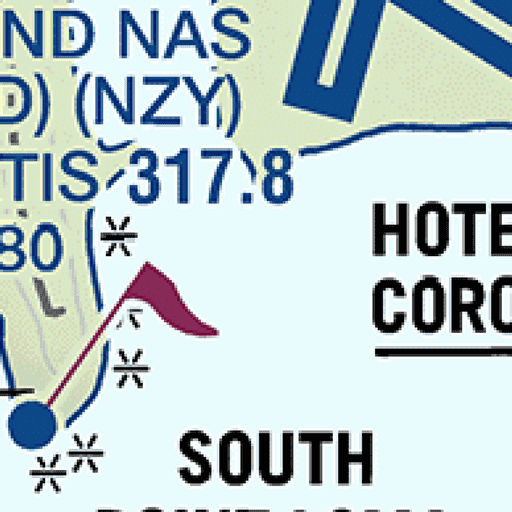 ND NAS
D) (NZY)
TIS 317.8
80
HOTE
CORO
SOUTH